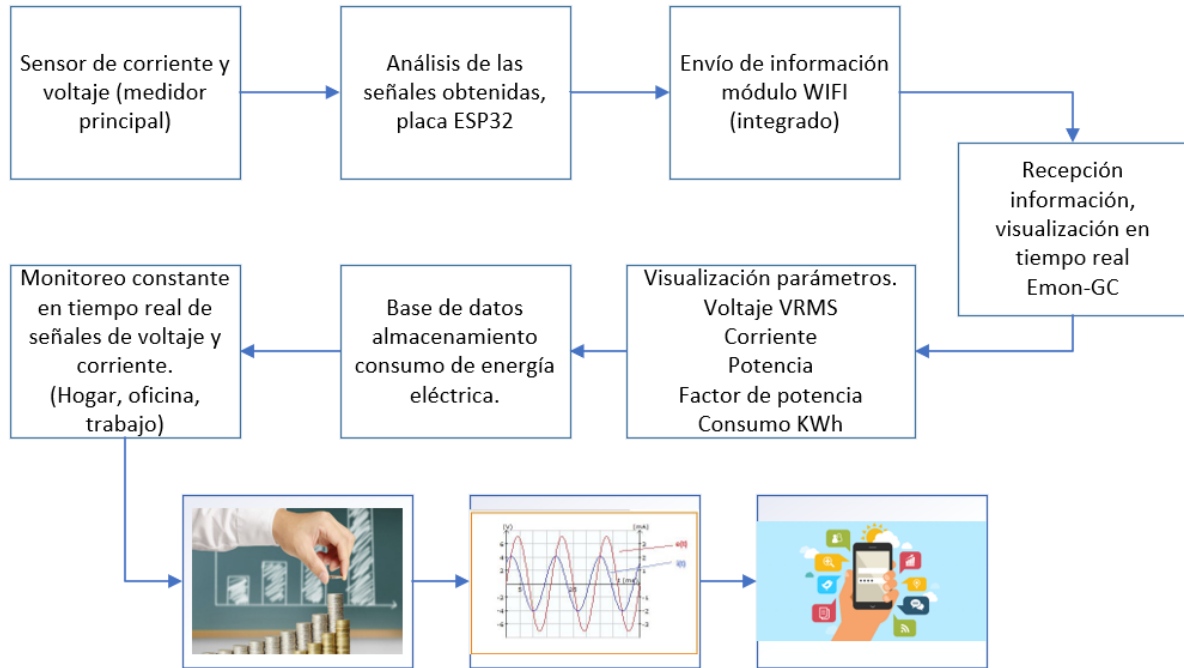 Sensor de corriente y
voltaje (medidor
principal)
Análisis de las
señales obtenidas,
placa ESP32
Envío de información
módulo WIFI
(integrado)
Recepción
información,
visualización en
tiempo real
Emon-GC
Visualización parámetros.
Voltaje VRMS
Corriente
Potencia
Factor de potencia
Consumo KWh
Base de datos
almacenamiento
consumo de energía
eléctrica.
Monitoreo constante
en tiempo real de
señales de voltaje y
corriente.
(Hogar, oficina,
trabajo)
[V]
[mA]
e(t)
i(t)